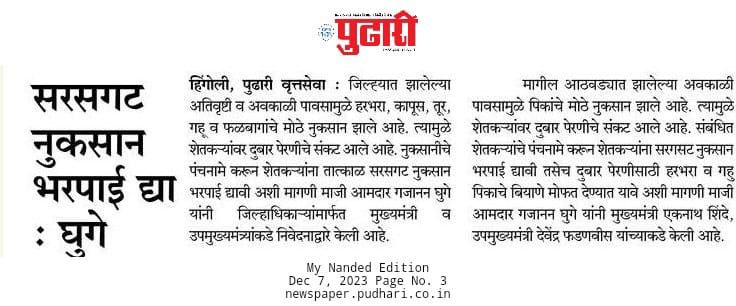 पुढारी
सरसगट
नुकसान
भरपाई द्या
: घुगे
हिंगोली, पुढारी वृत्तसेवा : जिल्ह्यात झालेल्या
अतिवृष्टी व अवकाळी पावसामुळे हरभरा, कापूस, तूर,
गहू व फळबागांचे मोठे नुकसान झाले आहे. त्यामुळे
शेतकऱ्यांवर दुबार पेरणीचे संकट आले आहे. नुकसानीचे
पंचनामे करून शेतकऱ्यांना तात्काळ सरसगट नुकसान
भरपाई द्यावी अशी मागणी माजी आमदार गजानन घुगे
यांनी जिल्हाधिकाऱ्यांमार्फत मुख्यमंत्री व
उपमुख्यमंत्र्यांकडे निवेदनाद्वारे केली आहे.
मागील आठवड्यात झालेल्या अवकाळी
पावसामुळे पिकांचे मोठे नुकसान झाले आहे. त्यामुळे
शेतकऱ्यांवर दुबार पेरणीचे संकट आले आहे. संबंधित
शेतकऱ्यांचे पंचनामे करून शेतकऱ्यांना सरगसट नुकसान
भरपाई द्यावी तसेच दुबार पेरणीसाठी हरभरा व गहु
पिकाचे बियाणे मोफत देण्यात यावे अशी मागणी माजी
आमदार गजानन घुगे यांनी मुख्यमंत्री एकनाथ शिंदे,
उपमुख्यमंत्री देवेंद्र फडणवीस यांच्याकडे केली आहे.
My Nanded Edition
Dec 7, 2023 Page No. 3
newspaper.pudhari.co.in